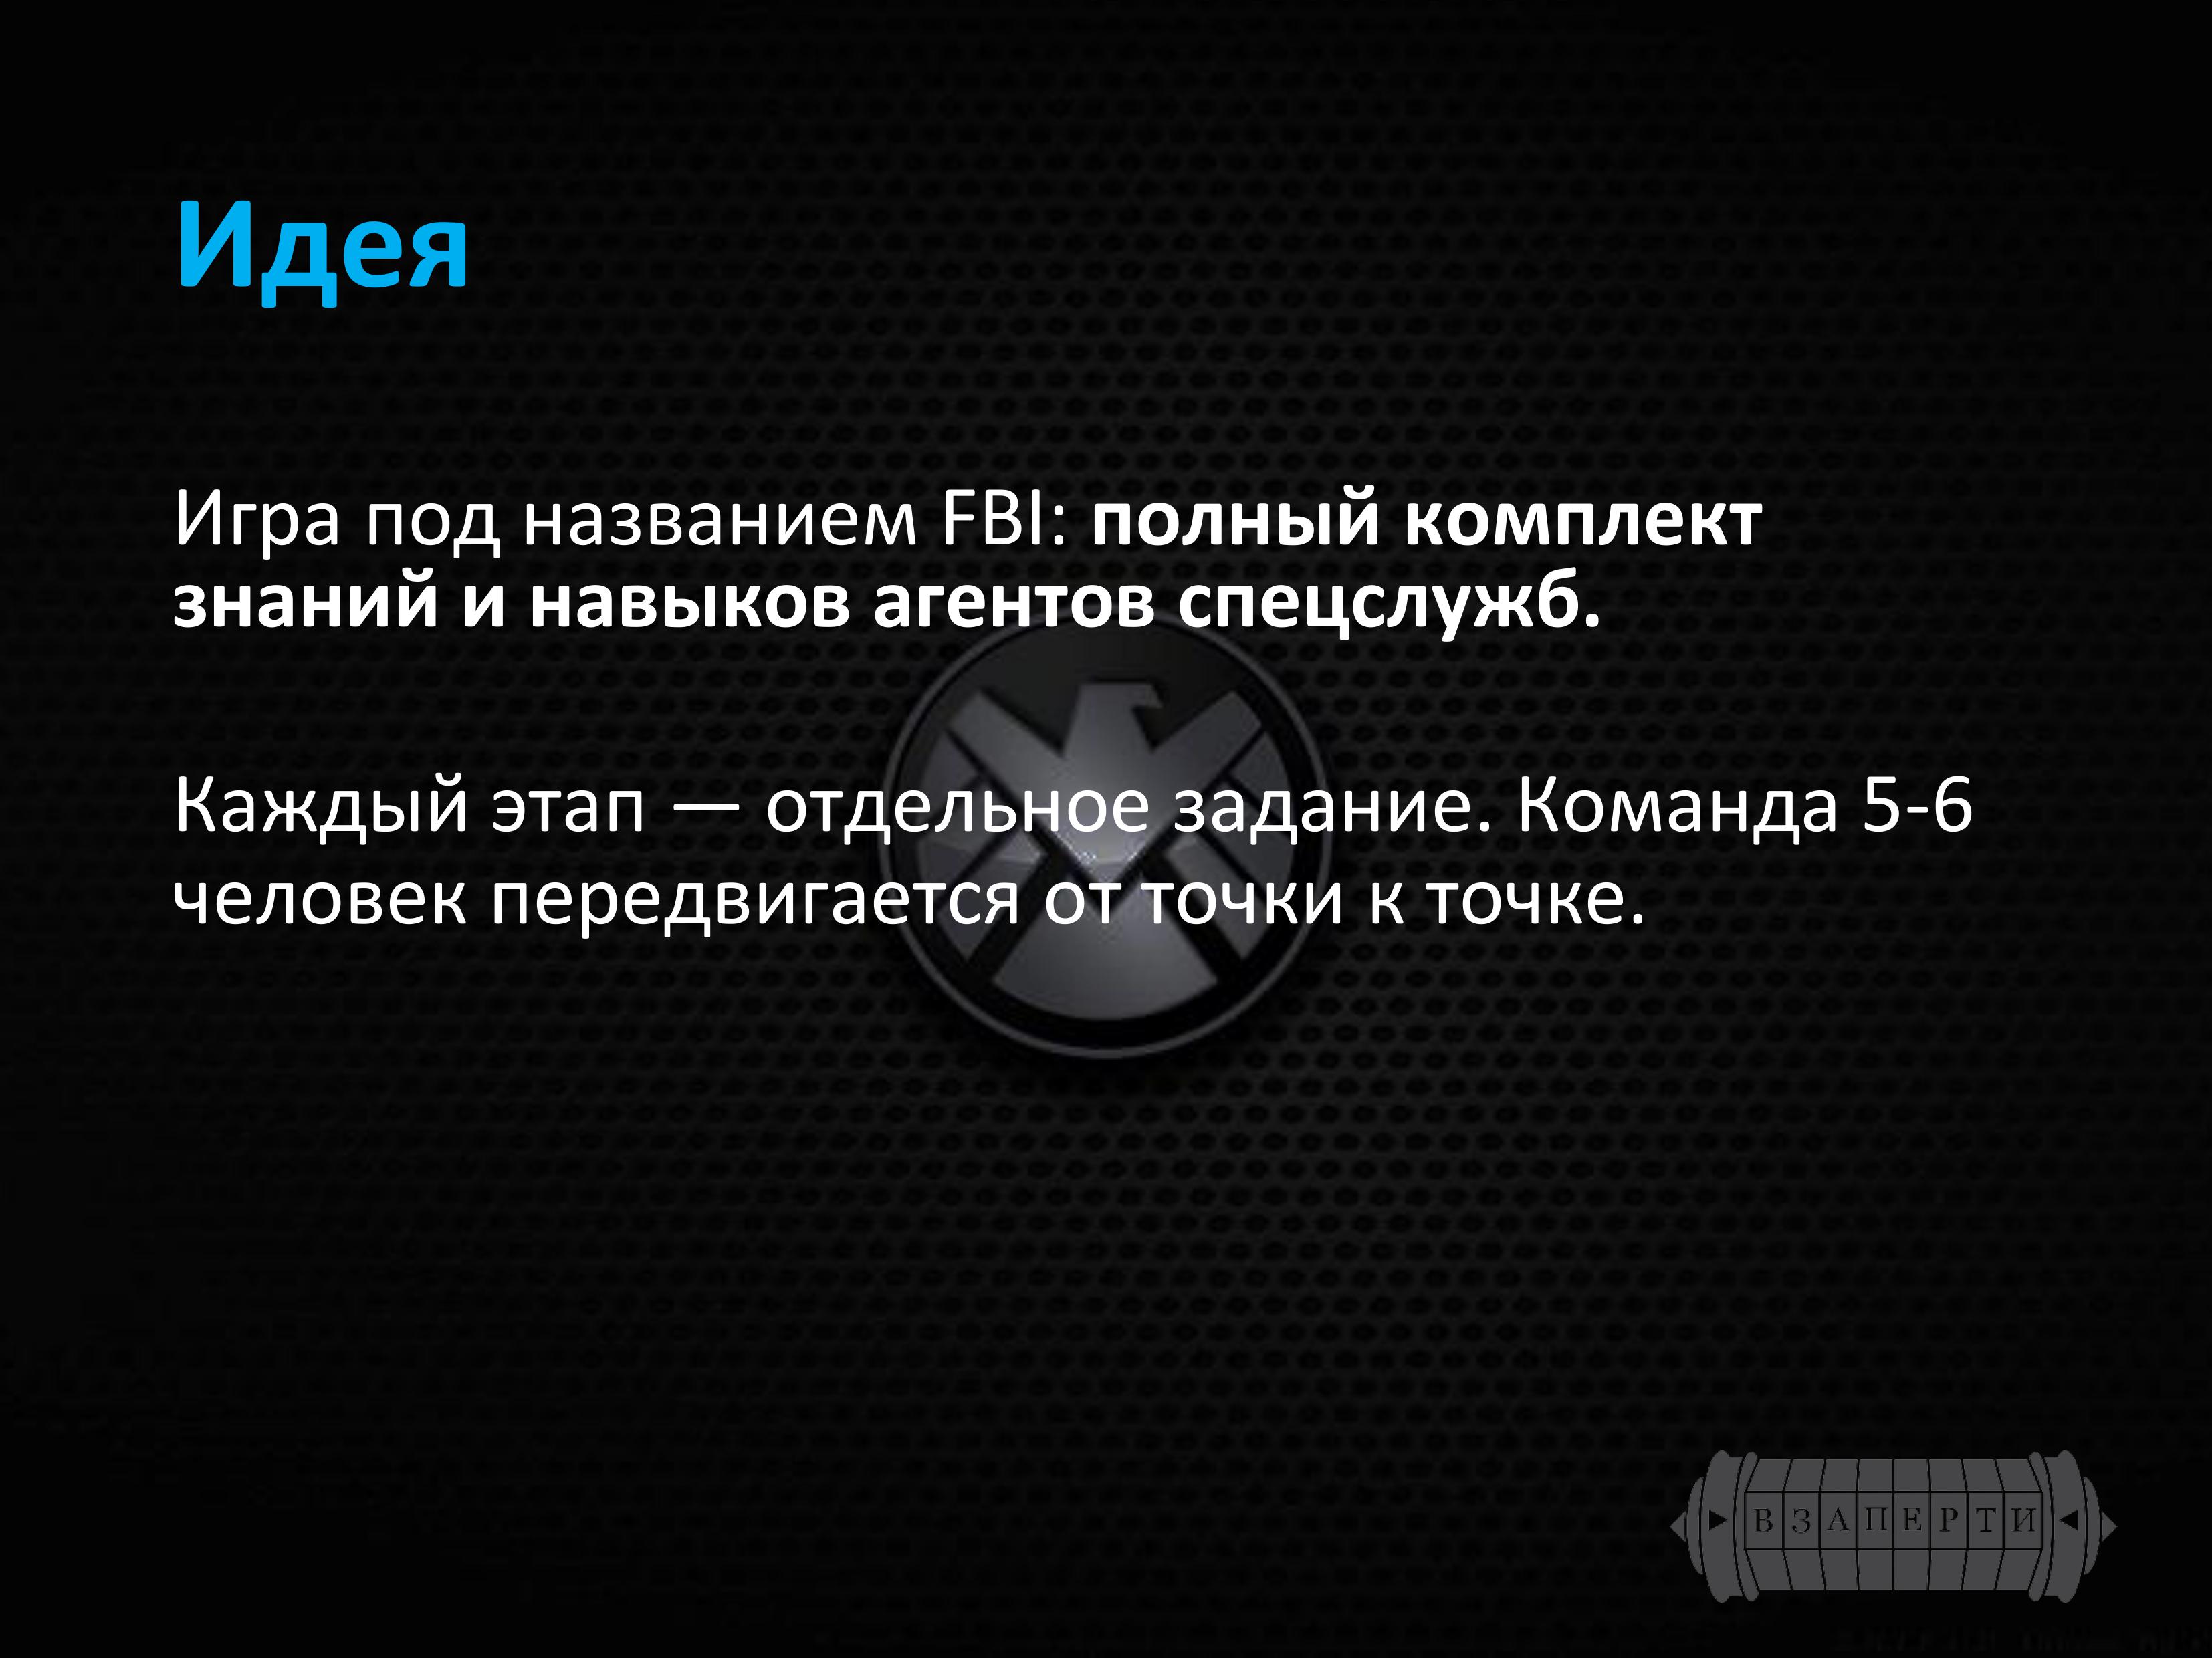 Идея
Игра под названием FBI: полный комплект
знаний и навыков агентов спецслужб.
Каждый этап — отдельное задание. Команда 5-6
человек передвигается от точки к точке.
ВЗАПЕРТИ